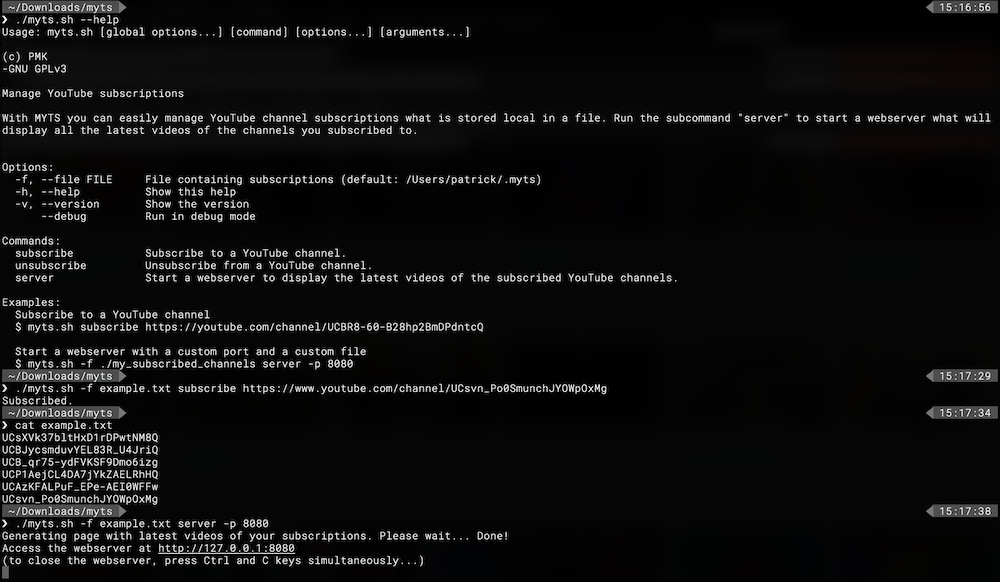 ~/Downloads/myts 15:16:56
❯ ./myts.sh --help
Usage: myts.sh [global options...] [command] [options...] [arguments...]
(c) PMK
-GNU GPLv3
Manage YouTube subscriptions
With MYTS you can easily manage YouTube channel subscriptions what is stored local in a file. Run the subcommand "server" to start a webserver what will
display all the latest videos of the channels you subscribed to.
Options:
-f, --file FILE File containing subscriptions (default: /Users/patrick/.myts)
-h, --help Show this help
-v, --version Show the version
--debug Run in debug mode
Commands:
subscribe Subscribe to a YouTube channel.
unsubscribe Unsubscribe from a YouTube channel.
server Start a webserver to display the latest videos of the subscribed YouTube channels.
Examples:
Subscribe to a YouTube channel
$ myts.sh subscribe https://youtube.com/channel/UCBR8-60-B28hp2BmDPdntcQ
Start a webserver with a custom port and a custom file
$ myts.sh -f ./my_subscribed_channels server -p 8080
~/Downloads/myts 15:17:29
❯ ./myts.sh -f example.txt subscribe https://www.youtube.com/channel/UCsvn_Po0SmunchJYOWpOxMg
Subscribed.
~/Downloads/myts 15:17:34
❯ cat example.txt
UCsXVk37bltHxD1rDPwtNM8Q
UCBJycsmduvYEL83R_U4JriQ
UCB_qr75-ydFVKSF9Dmo6izg
UCP1AejCL4DA7jYkZAELRhHQ
UCAzKFALPuF_EPe-AEI0WFFw
UCsvn_Po0SmunchJYOWpOxMg
~/Downloads/myts 15:17:38
❯ ./myts.sh -f example.txt server -p 8080
Generating page with latest videos of your subscriptions. Please wait... Done!
Access the webserver at http://127.0.0.1:8080
(to close the webserver, press Ctrl and C keys simultaneously...)